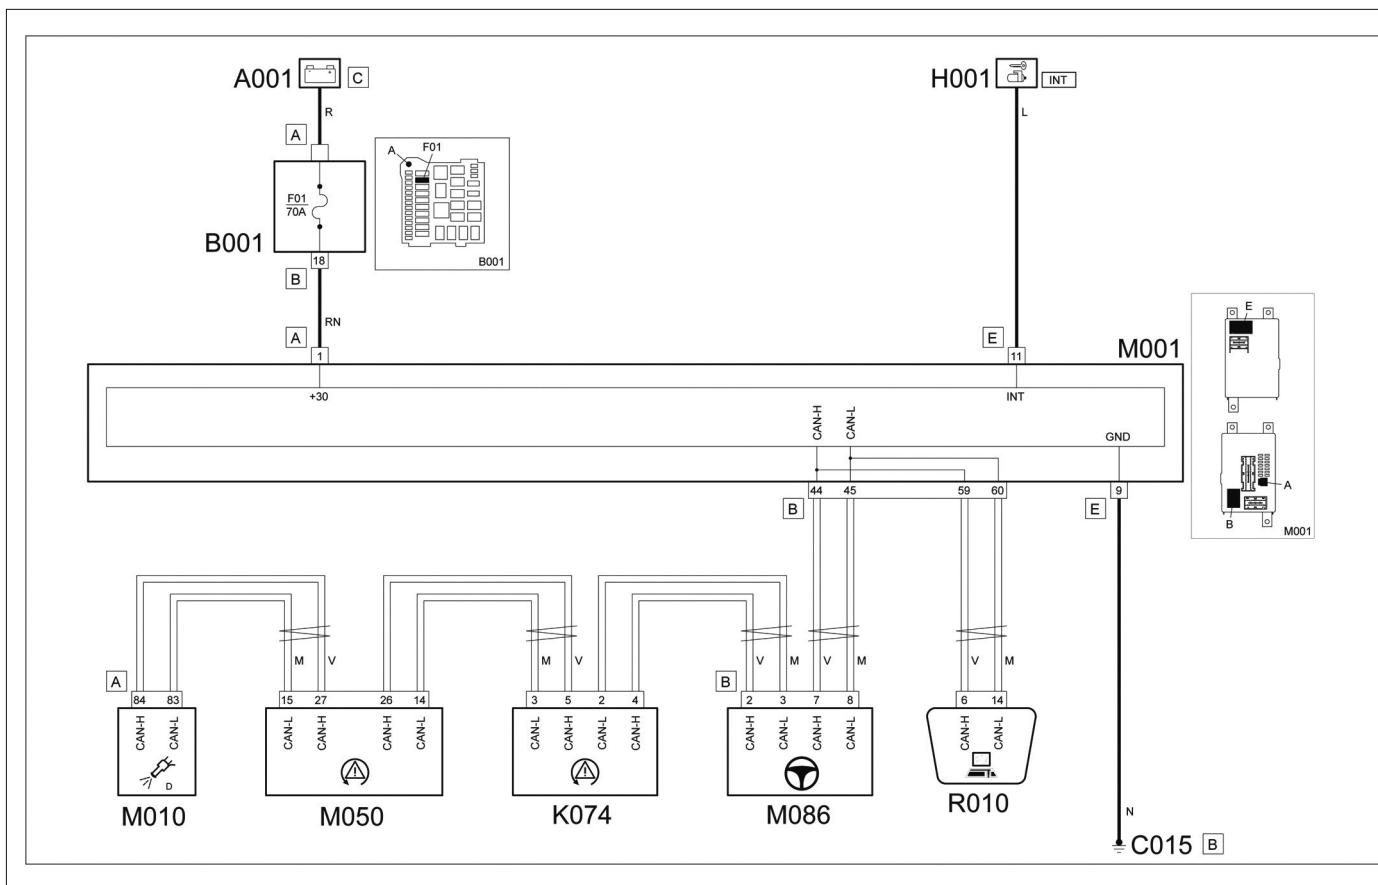 A001
C
R
A
F01
70A
B001
18
B
RN
A
1
A
F01
B001
H001
INT
L
E
11
M001
E
A
B
M001
+30
INT
CAN-H
CAN-L
GND
B
44
45
59
60
E
9
M
V
M
V
V
M
V
M
V
M
A
84
83
15
27
26
14
3
5
2
4
B
2
3
7
8
6
14
CAN-H
CAN-L
CAN-L
CAN-H
CAN-H
CAN-L
CAN-L
CAN-H
CAN-L
CAN-H
CAN-H
CAN-L
CAN-H
CAN-L
CAN-H
CAN-L
D
M010
M050
K074
M086
R010
N
C015
B